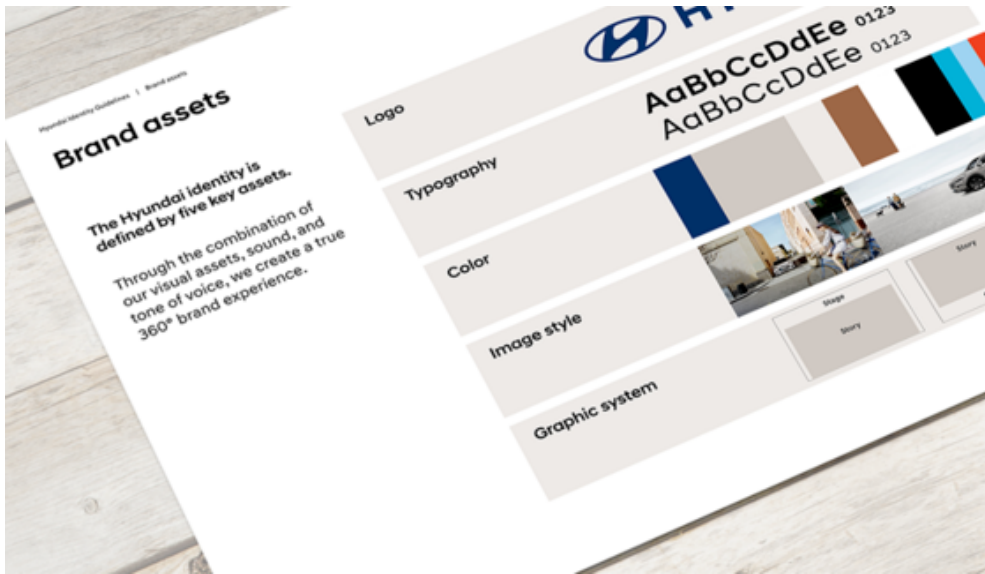 Hyundai Identity Guidelines | Brand assets
Brand assets
The Hyundai identity is
defined by five key assets.
Through the combination of
our visual assets, sound, and
tone of voice, we create a true
360° brand experience.
Logo
Typography
AaBbCcDdEe 0123
AaBbCcDdEe 0123
Color
Image style
Graphic system
Stage
Story
Story